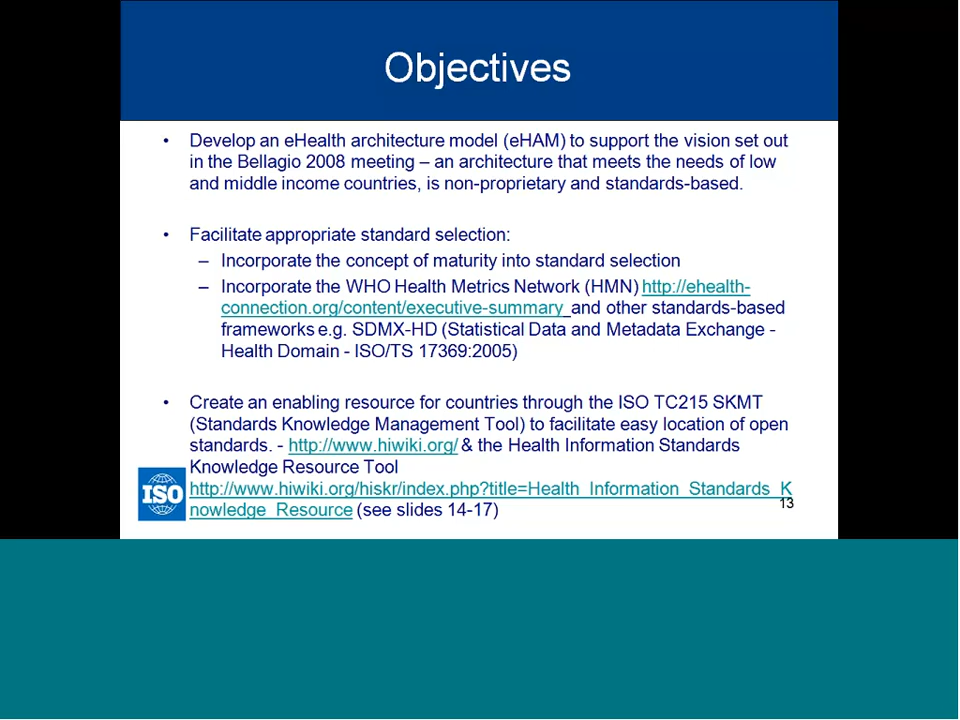 Objectives
• Develop an eHealth architecture model (eHAM) to support the vision set out
in the Bellagio 2008 meeting – an architecture that meets the needs of low
and middle income countries, is non-proprietary and standards-based.
• Facilitate appropriate standard selection:
– Incorporate the concept of maturity into standard selection
– Incorporate the WHO Health Metrics Network (HMN) http://ehealth-
connection.org/content/executive-summary and other standards-based
frameworks e.g. SDMX-HD (Statistical Data and Metadata Exchange -
Health Domain - ISO/TS 17369:2005)
• Create an enabling resource for countries through the ISO TC215 SKMT
(Standards Knowledge Management Tool) to facilitate easy location of open
standards. - http://www.hiwiki.org/ & the Health Information Standards
Knowledge Resource Tool
http://www.hiwiki.org/hiskr/index.php?title=Health_Information_Standards_K
nowledge_Resource (see slides 14-17)
ISO
13